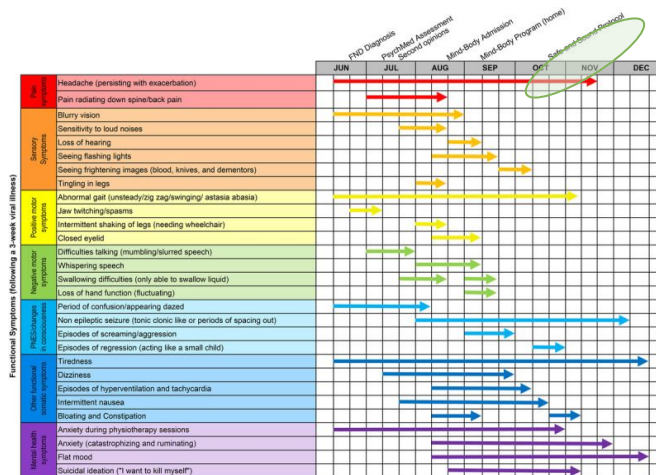 FND Diagnosis
PsychMed Assessment
Second opinions
Mind-Body Admission
Mind-Body Program (home)
Safe and Sound Protocol
JUN JUL AUG SEP OCT NOV DEC
Functional Symptoms (following a 3-week viral illness)
Pain symptoms
Headache (persisting with exacerbation)
Pain radiating down spine/back pain
Sensory Symptoms
Blurry vision
Sensitivity to loud noises
Loss of hearing
Seeing flashing lights
Seeing frightening images (blood, knives, and dementors)
Tingling in legs
Positive motor symptoms
Abnormal gait (unsteady/zig zag/swinging/ astasia abasia)
Jaw twitching/spasms
Intermittent shaking of legs (needing wheelchair)
Closed eyelid
Negative motor symptoms
Difficulties talking (mumbling/slurred speech)
Whispering speech
Swallowing difficulties (only able to swallow liquid)
Loss of hand function (fluctuating)
PNES/changes in consciousness
Period of confusion/appearing dazed
Non epileptic seizure (tonic clonic like or periods of spacing out)
Episodes of screaming/aggression
Episodes of regression (acting like a small child)
Other functional somatic symptoms
Tiredness
Dizziness
Episodes of hyperventilation and tachycardia
Intermittent nausea
Bloating and Constipation
Mental health symptoms
Anxiety during physiotherapy sessions
Anxiety (catastrophizing and ruminating)
Flat mood
Suicidal ideation ("I want to kill myself")